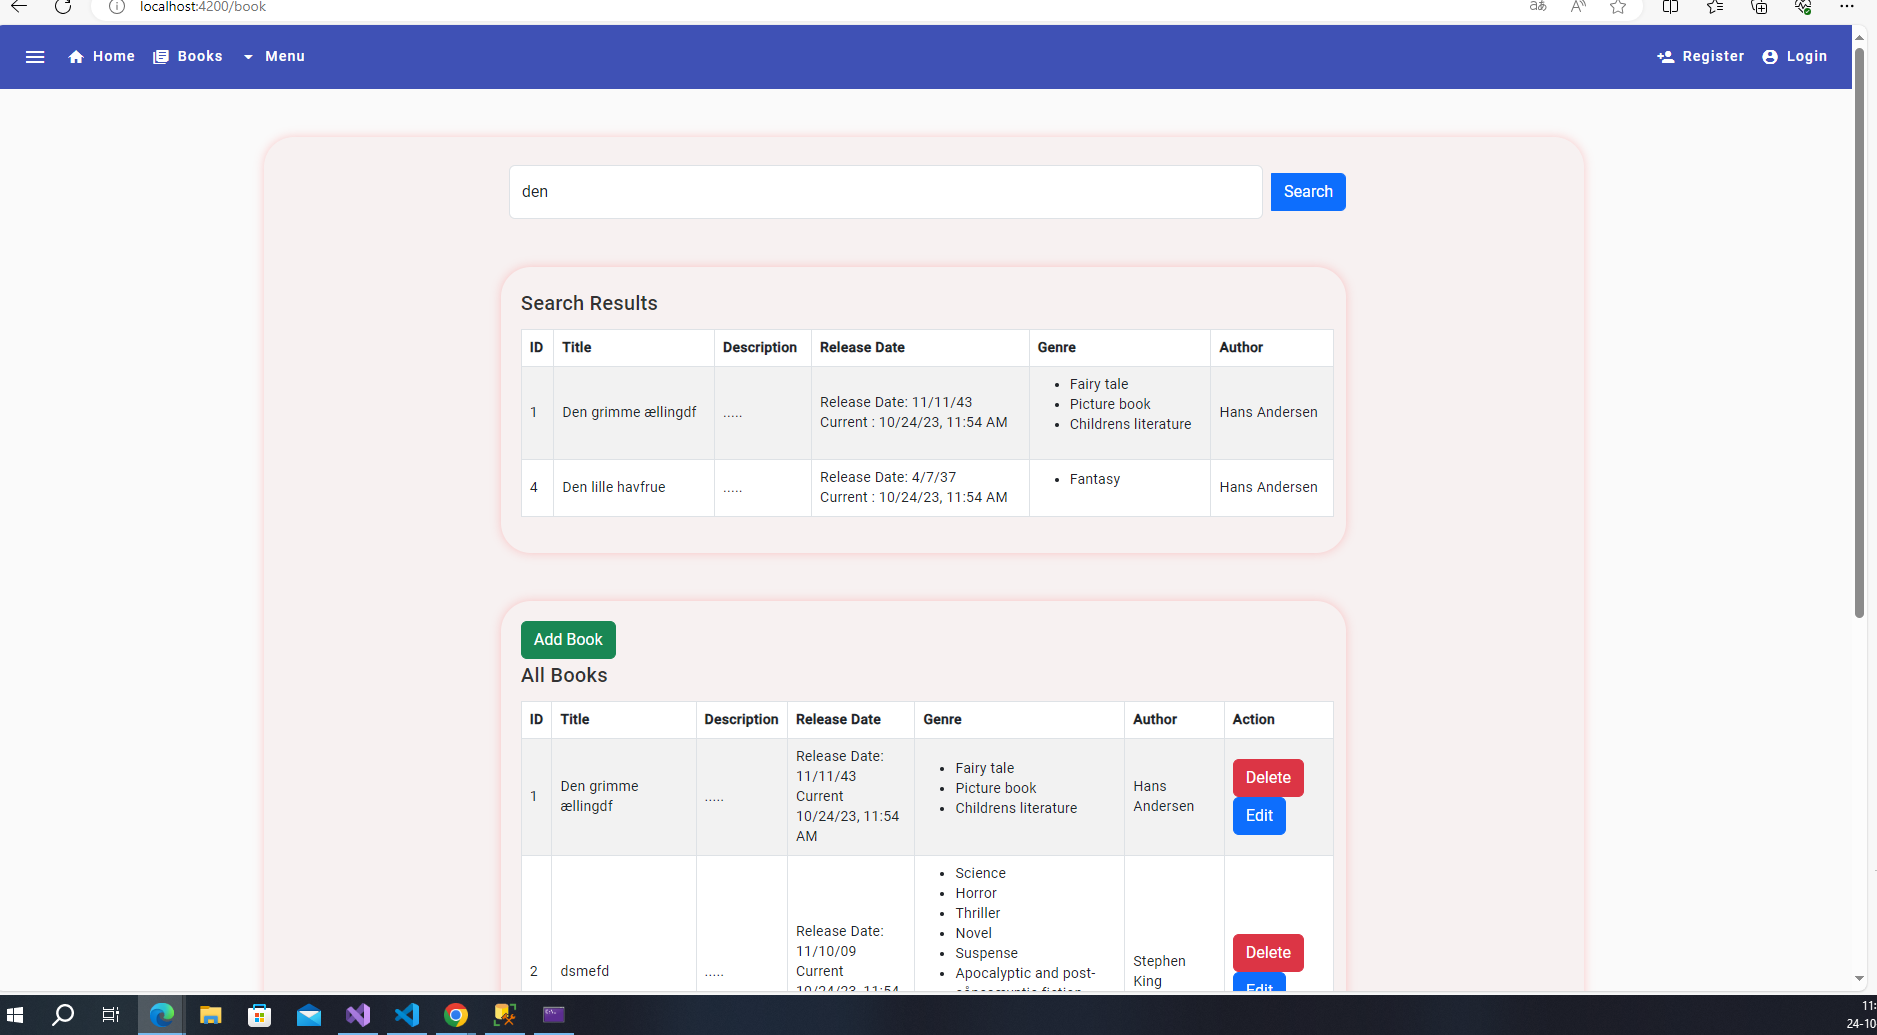 localhost:4200/book
Home Books Menu Register Login
den Search
Search Results
ID Title Description Release Date Genre Author
1 Den grimme ællingdf ..... Release Date: 11/11/43
Current : 10/24/23, 11:54 AM
Fairy tale
Picture book
Childrens literature
Hans Andersen
4 Den lille havfrue ..... Release Date: 4/7/37
Current : 10/24/23, 11:54 AM
Fantasy
Hans Andersen
Add Book
All Books
ID Title Description Release Date Genre Author Action
1
Den grimme
ællingdf
.....
Release Date:
11/11/43
Current
10/24/23, 11:54
AM
Fairy tale
Picture book
Childrens literature
Hans
Andersen
Delete
Edit
2
dsmefd
.....
Release Date:
11/10/09
Current
10/24/23, 11:54
Science
Horror
Thriller
Novel
Suspense
Apocalyptic and post-
Stephen
King
Delete
Edit
11:
24-10